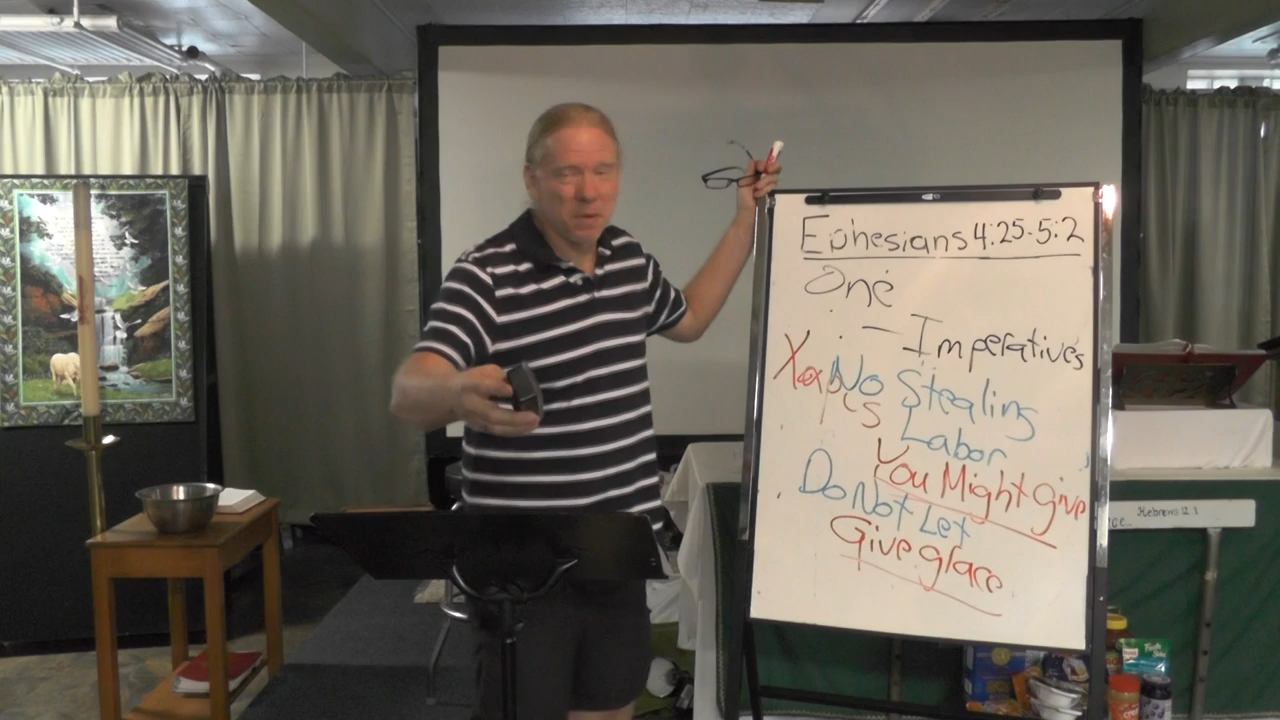 Ephesians 4:25-5:2
One
- Imperatives
No Stealing
Labor
You Might Give
Do Not Let
Give grace
Hebrews 12:1